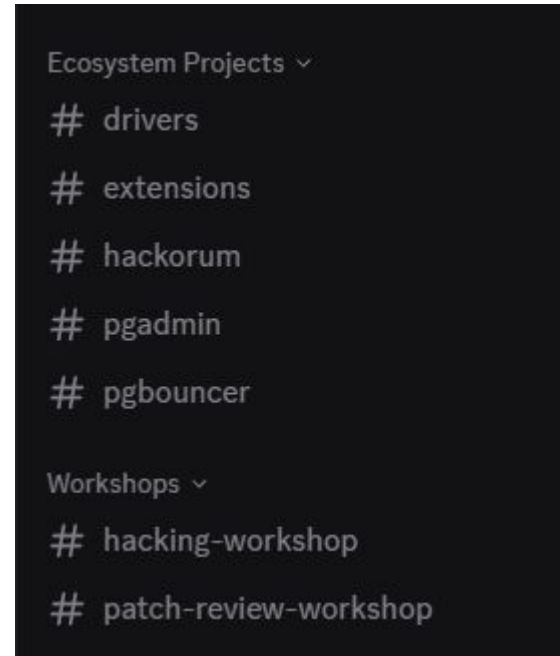 Ecosystem Projects
# drivers
# extensions
# hackorum
# pgadmin
# pgbouncer
Workshops
# hacking-workshop
# patch-review-workshop